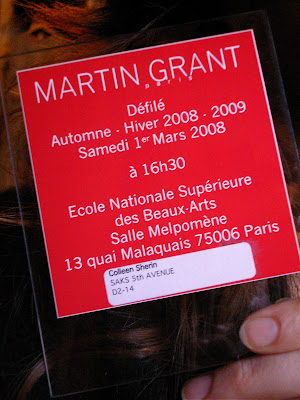 MARTIN GRANT
paris
Défilé
Automne - Hiver 2008 - 2009
Samedi 1er Mars 2008
à 16h30
Ecole Nationale Supérieure
des Beaux-Arts
Salle Melpomène
13 quai Malaquais 75006 Paris
Colleen Sherin
SAKS 5th AVENUE
D2-14